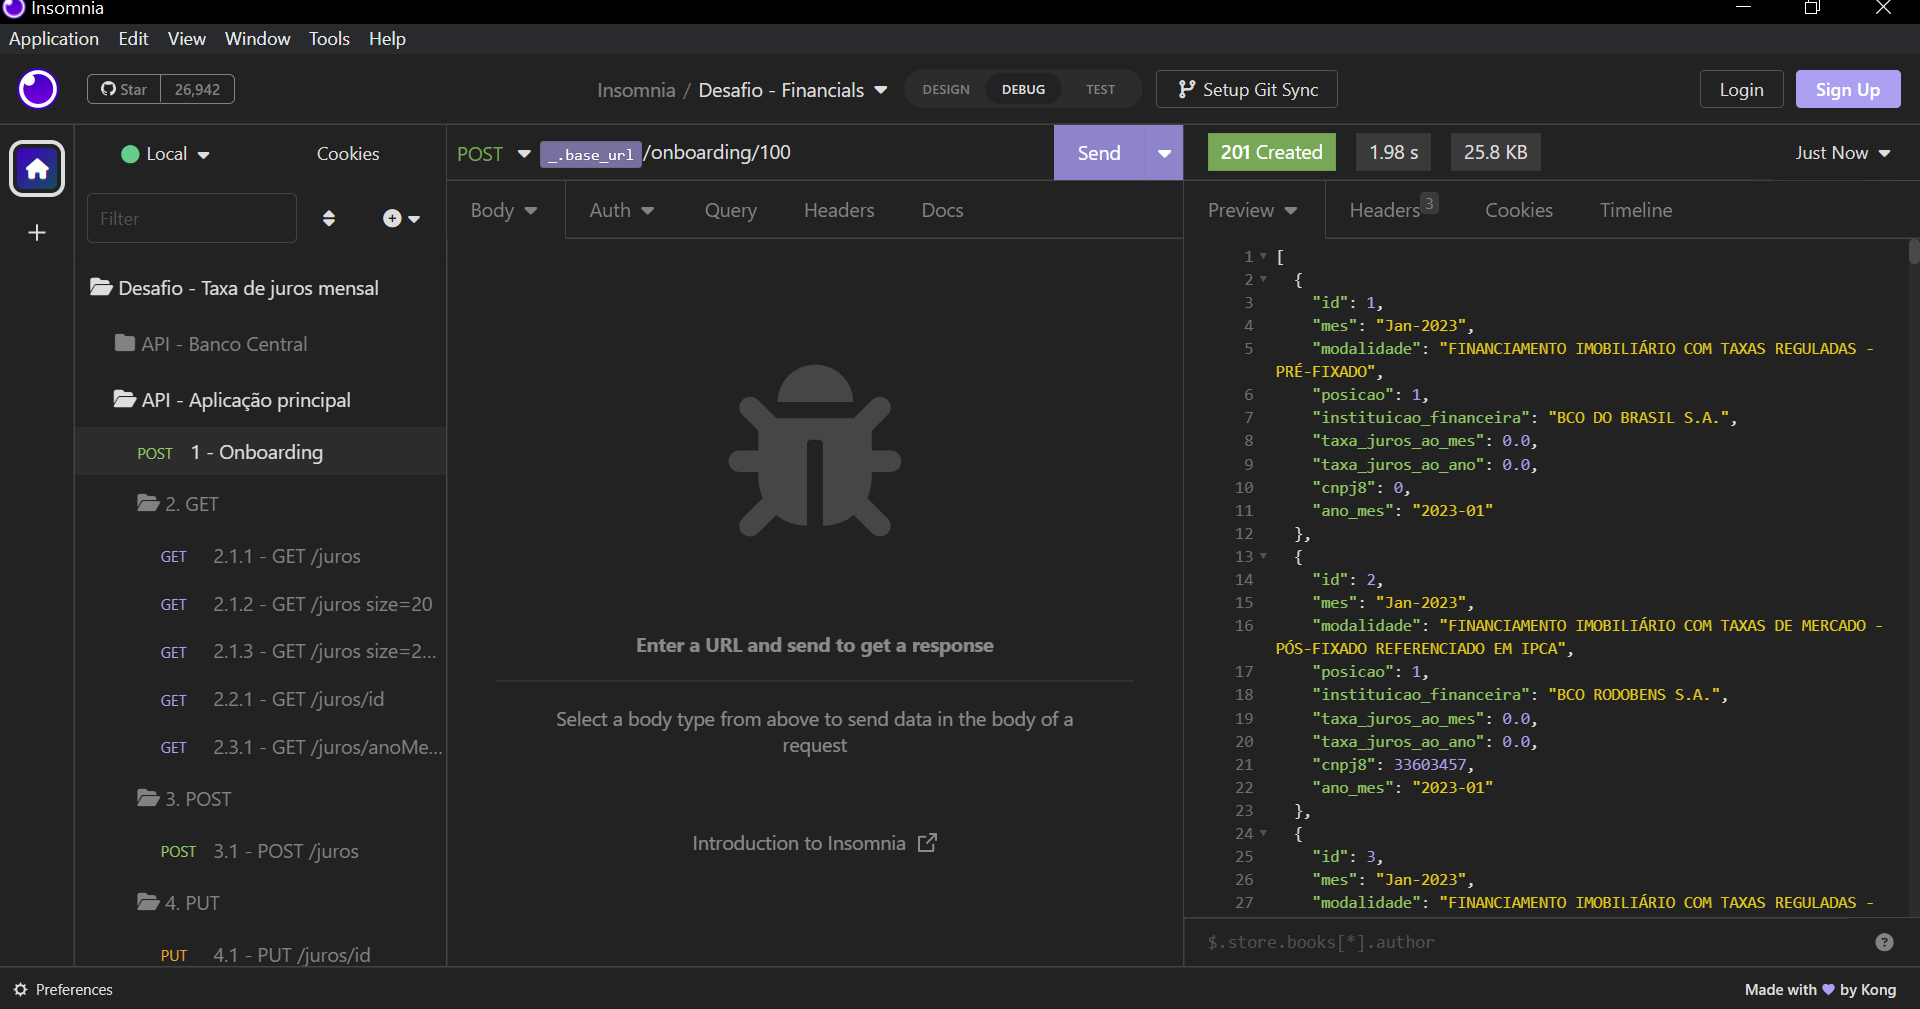 Insomnia
Application Edit View Window Tools Help
Star 26,942
Insomnia / Desafio - Financials
DESIGN DEBUG TEST
Setup Git Sync
Login
Sign Up
Local
Cookies
Filter
Desafio - Taxa de juros mensal
API - Banco Central
API - Aplicação principal
POST 1 - Onboarding
2. GET
GET 2.1.1 - GET /juros
GET 2.1.2 - GET /juros size=20
GET 2.1.3 - GET /juros size=2...
GET 2.2.1 - GET /juros/id
GET 2.3.1 - GET /juros/anoMe...
3. POST
POST 3.1 - POST /juros
4. PUT
PUT 4.1 - PUT /juros/id
POST _.base_url/onboarding/100
Send
Body Auth Query Headers Docs
Enter a URL and send to get a response
Select a body type from above to send data in the body of a
request
Introduction to Insomnia
201 Created 1.98 s 25.8 KB
Just Now
Preview Headers 3 Cookies Timeline
1 [
2 {
3 "id": 1,
4 "mes": "Jan-2023",
5 "modalidade": "FINANCIAMENTO IMOBILIÁRIO COM TAXAS REGULADAS -
PRÉ-FIXADO",
6 "posicao": 1,
7 "instituicao_financeira": "BCO DO BRASIL S.A.",
8 "taxa_juros_ao_mes": 0.0,
9 "taxa_juros_ao_ano": 0.0,
10 "cnpj8": 0,
11 "ano_mes": "2023-01"
12 },
13 {
14 "id": 2,
15 "mes": "Jan-2023",
16 "modalidade": "FINANCIAMENTO IMOBILIÁRIO COM TAXAS DE MERCADO -
PÓS-FIXADO REFERENCIADO EM IPCA",
17 "posicao": 1,
18 "instituicao_financeira": "BCO RODOBENS S.A.",
19 "taxa_juros_ao_mes": 0.0,
20 "taxa_juros_ao_ano": 0.0,
21 "cnpj8": 33603457,
22 "ano_mes": "2023-01"
23 },
24 {
25 "id": 3,
26 "mes": "Jan-2023",
27 "modalidade": "FINANCIAMENTO IMOBILIÁRIO COM TAXAS REGULADAS -
$.store.books[*].author
?
Preferences
Made with ♥ by Kong